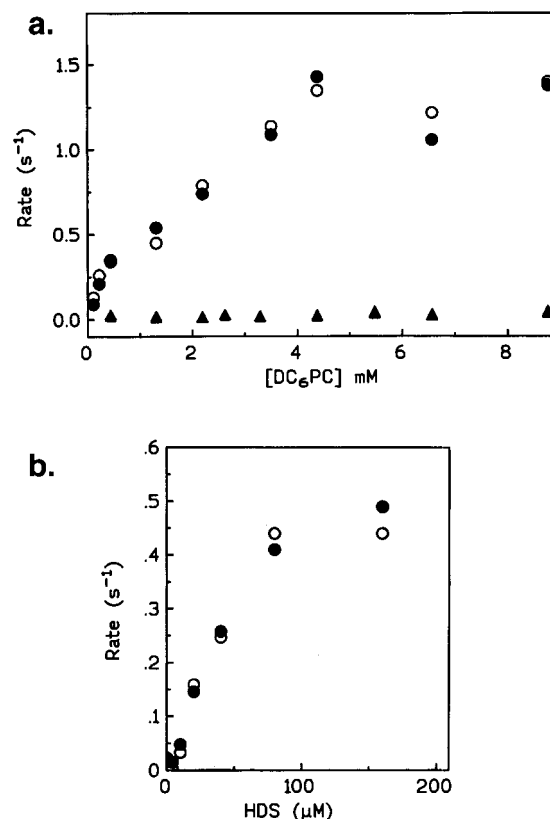 a.
1.5
1.0
0.5
0.0
Rate (s⁻¹)
0 2 4 6 8
[DC₆PC] mM
b.
.6
.5
.4
.3
.2
.1
0
Rate (s⁻¹)
0 100 200
HDS (μM)